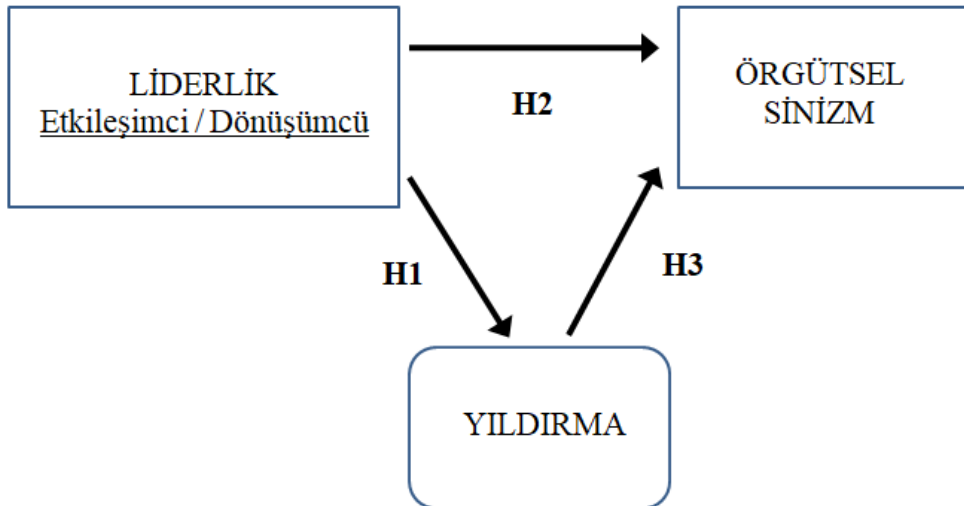 LİDERLİK
Etkileşimci / Dönüşümcü
H2
ÖRGÜTSEL
SİNİZM
H1
H3
YILDIRMA